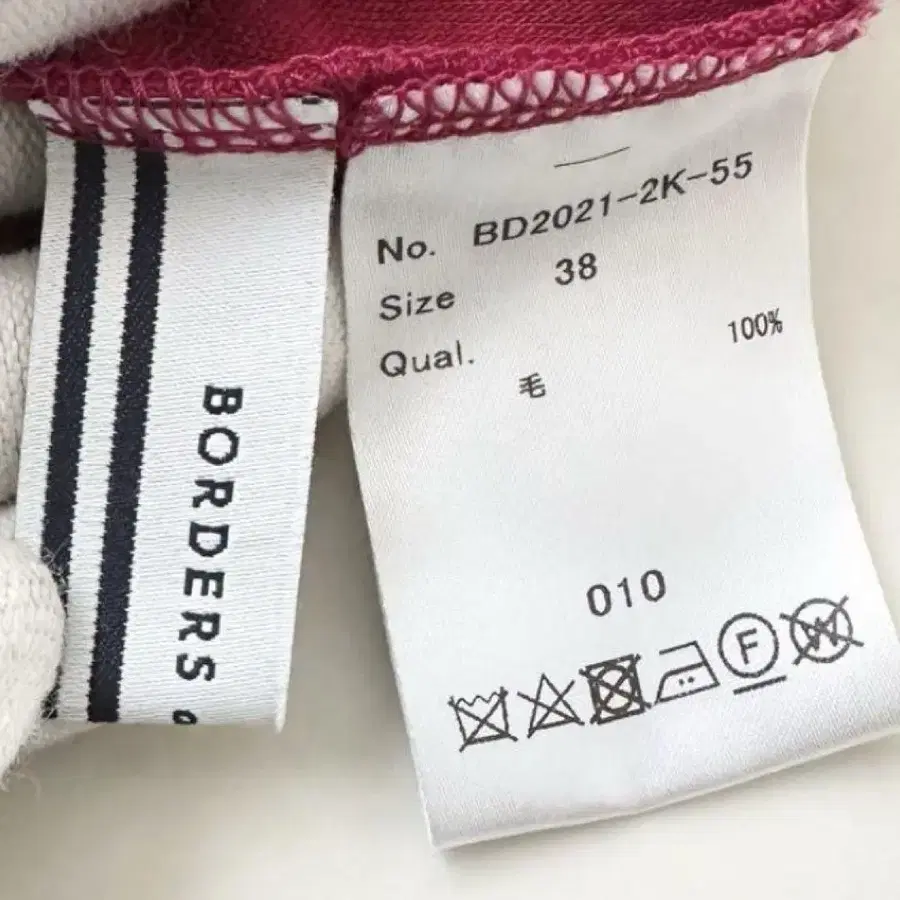 BORDERS
No. BD2021-2K-55
Size 38
Qual.
毛 100%
010
F
W